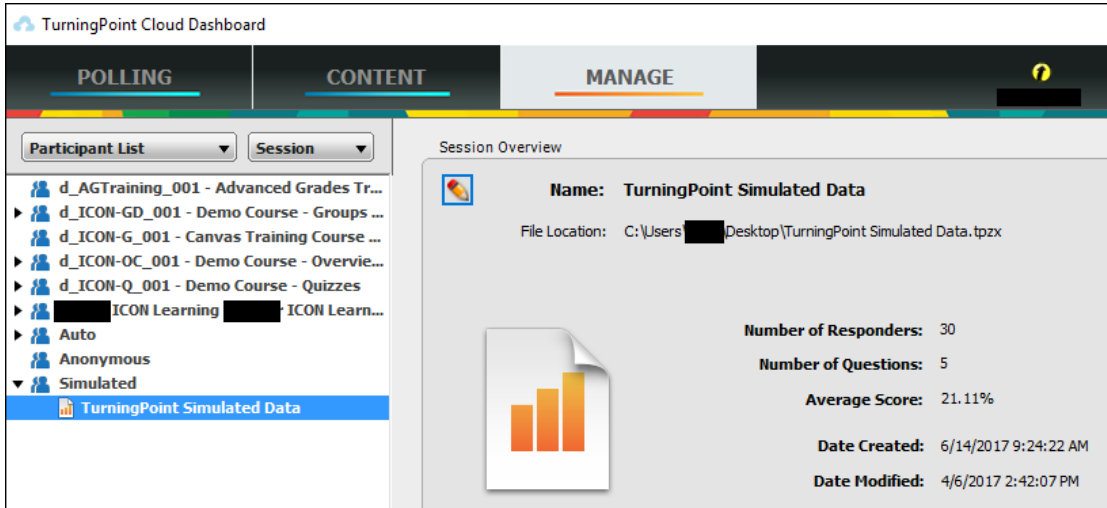 TurningPoint Cloud Dashboard
POLLING CONTENT MANAGE
Participant List Session
d_AGTraining_001 - Advanced Grades Tr...
d_ICON-GD_001 - Demo Course - Groups ...
d_ICON-G_001 - Canvas Training Course ...
d_ICON-OC_001 - Demo Course - Overvie...
d_ICON-Q_001 - Demo Course - Quizzes
ICON Learning ICON Learn...
Auto
Anonymous
Simulated
TurningPoint Simulated Data
Session Overview
Name: TurningPoint Simulated Data
File Location: C:\Users\ \Desktop\TurningPoint Simulated Data.tpzx
Number of Responders: 30
Number of Questions: 5
Average Score: 21.11%
Date Created: 6/14/2017 9:24:22 AM
Date Modified: 4/6/2017 2:42:07 PM